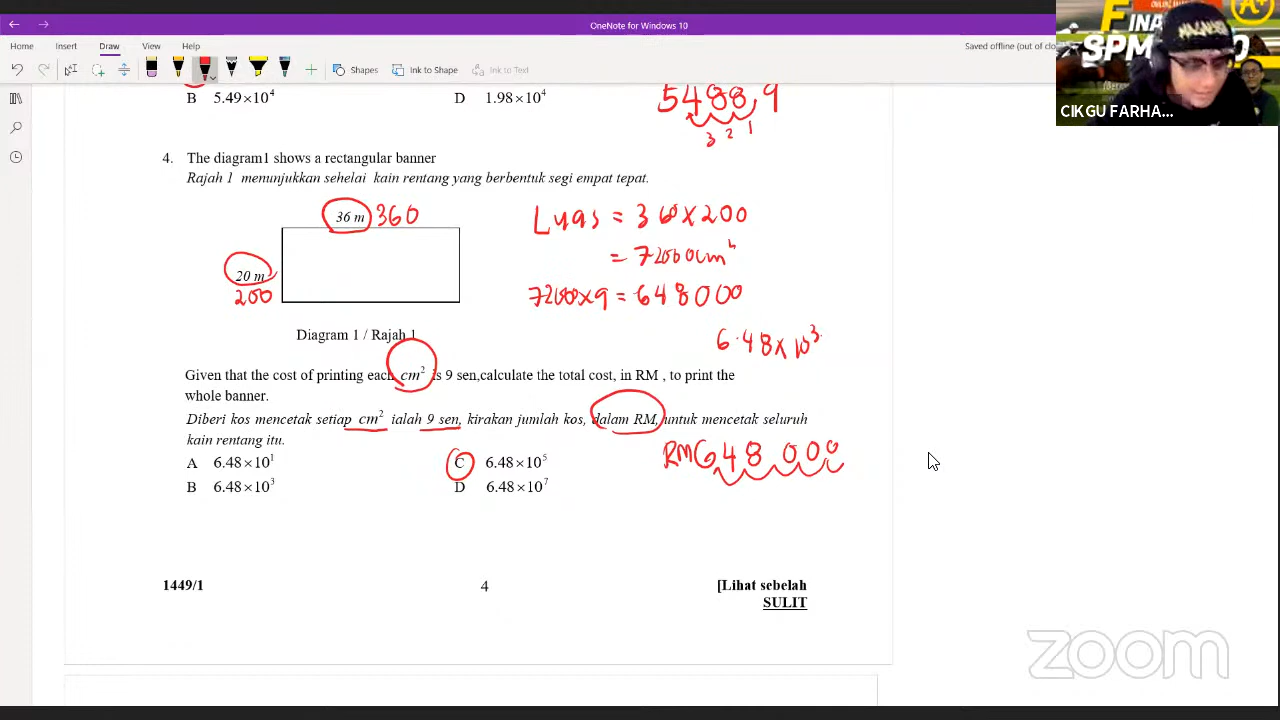 OneNote for Windows 10
Home Insert Draw View Help
Saved offline (out of
Shapes Ink to Shape Ink to Text
FINA
SPM
A+
CIKGU FARHA...
B 5.49×10⁴ D 1.98×10⁴
5488.9
3 2 1
4. The diagram1 shows a rectangular banner
Rajah 1 menunjukkan sehelai kain rentang yang berbentuk segi empat tepat.
36 m 360
Luas = 360×200
20 m
200
7200×9 = 648000
6.48×10³
Diagram 1 / Rajah 1
Given that the cost of printing each cm² is 9 sen,calculate the total cost, in RM , to print the
whole banner.
Diberi kos mencetak setiap cm² ialah 9 sen, kirakan jumlah kos, dalam RM, untuk mencetak seluruh
kain rentang itu.
RM648 000
A 6.48×10¹ C 6.48×10⁵
B 6.48×10³ D 6.48×10⁷
1449/1 4 [Lihat sebelah
SULIT
zoom